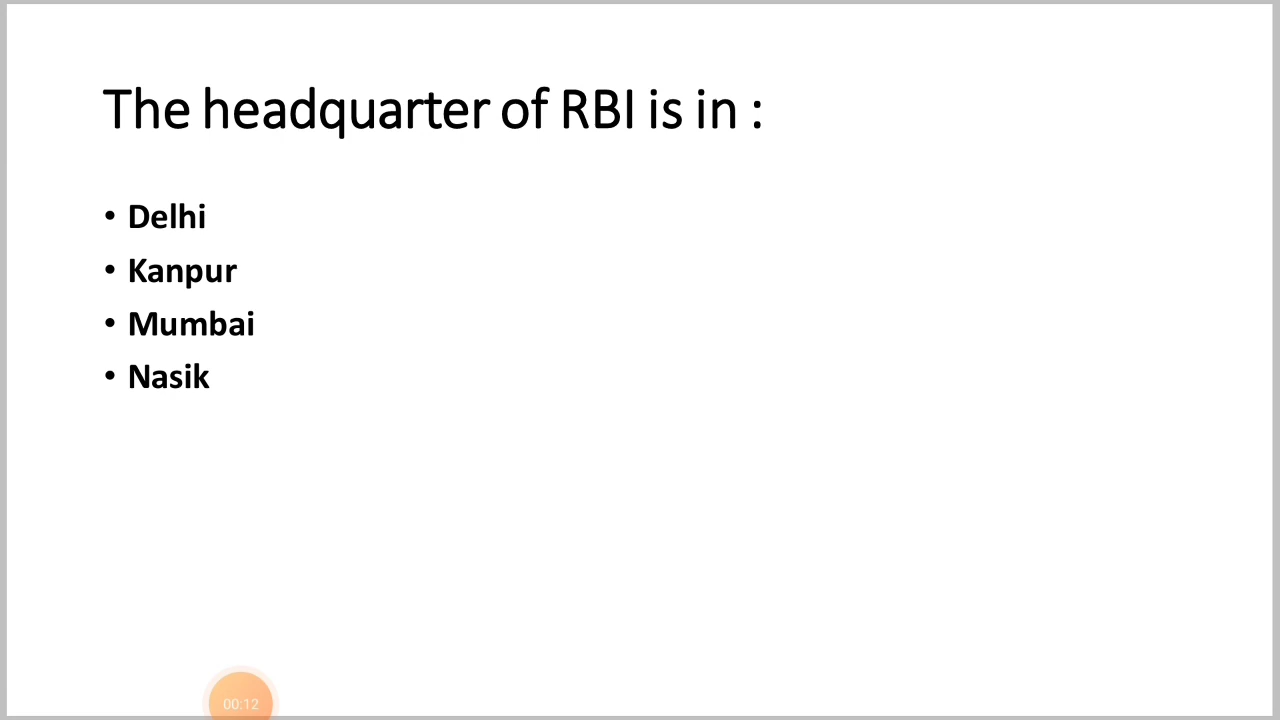 The headquarter of RBI is in :
• Delhi
• Kanpur
• Mumbai
• Nasik
00:12